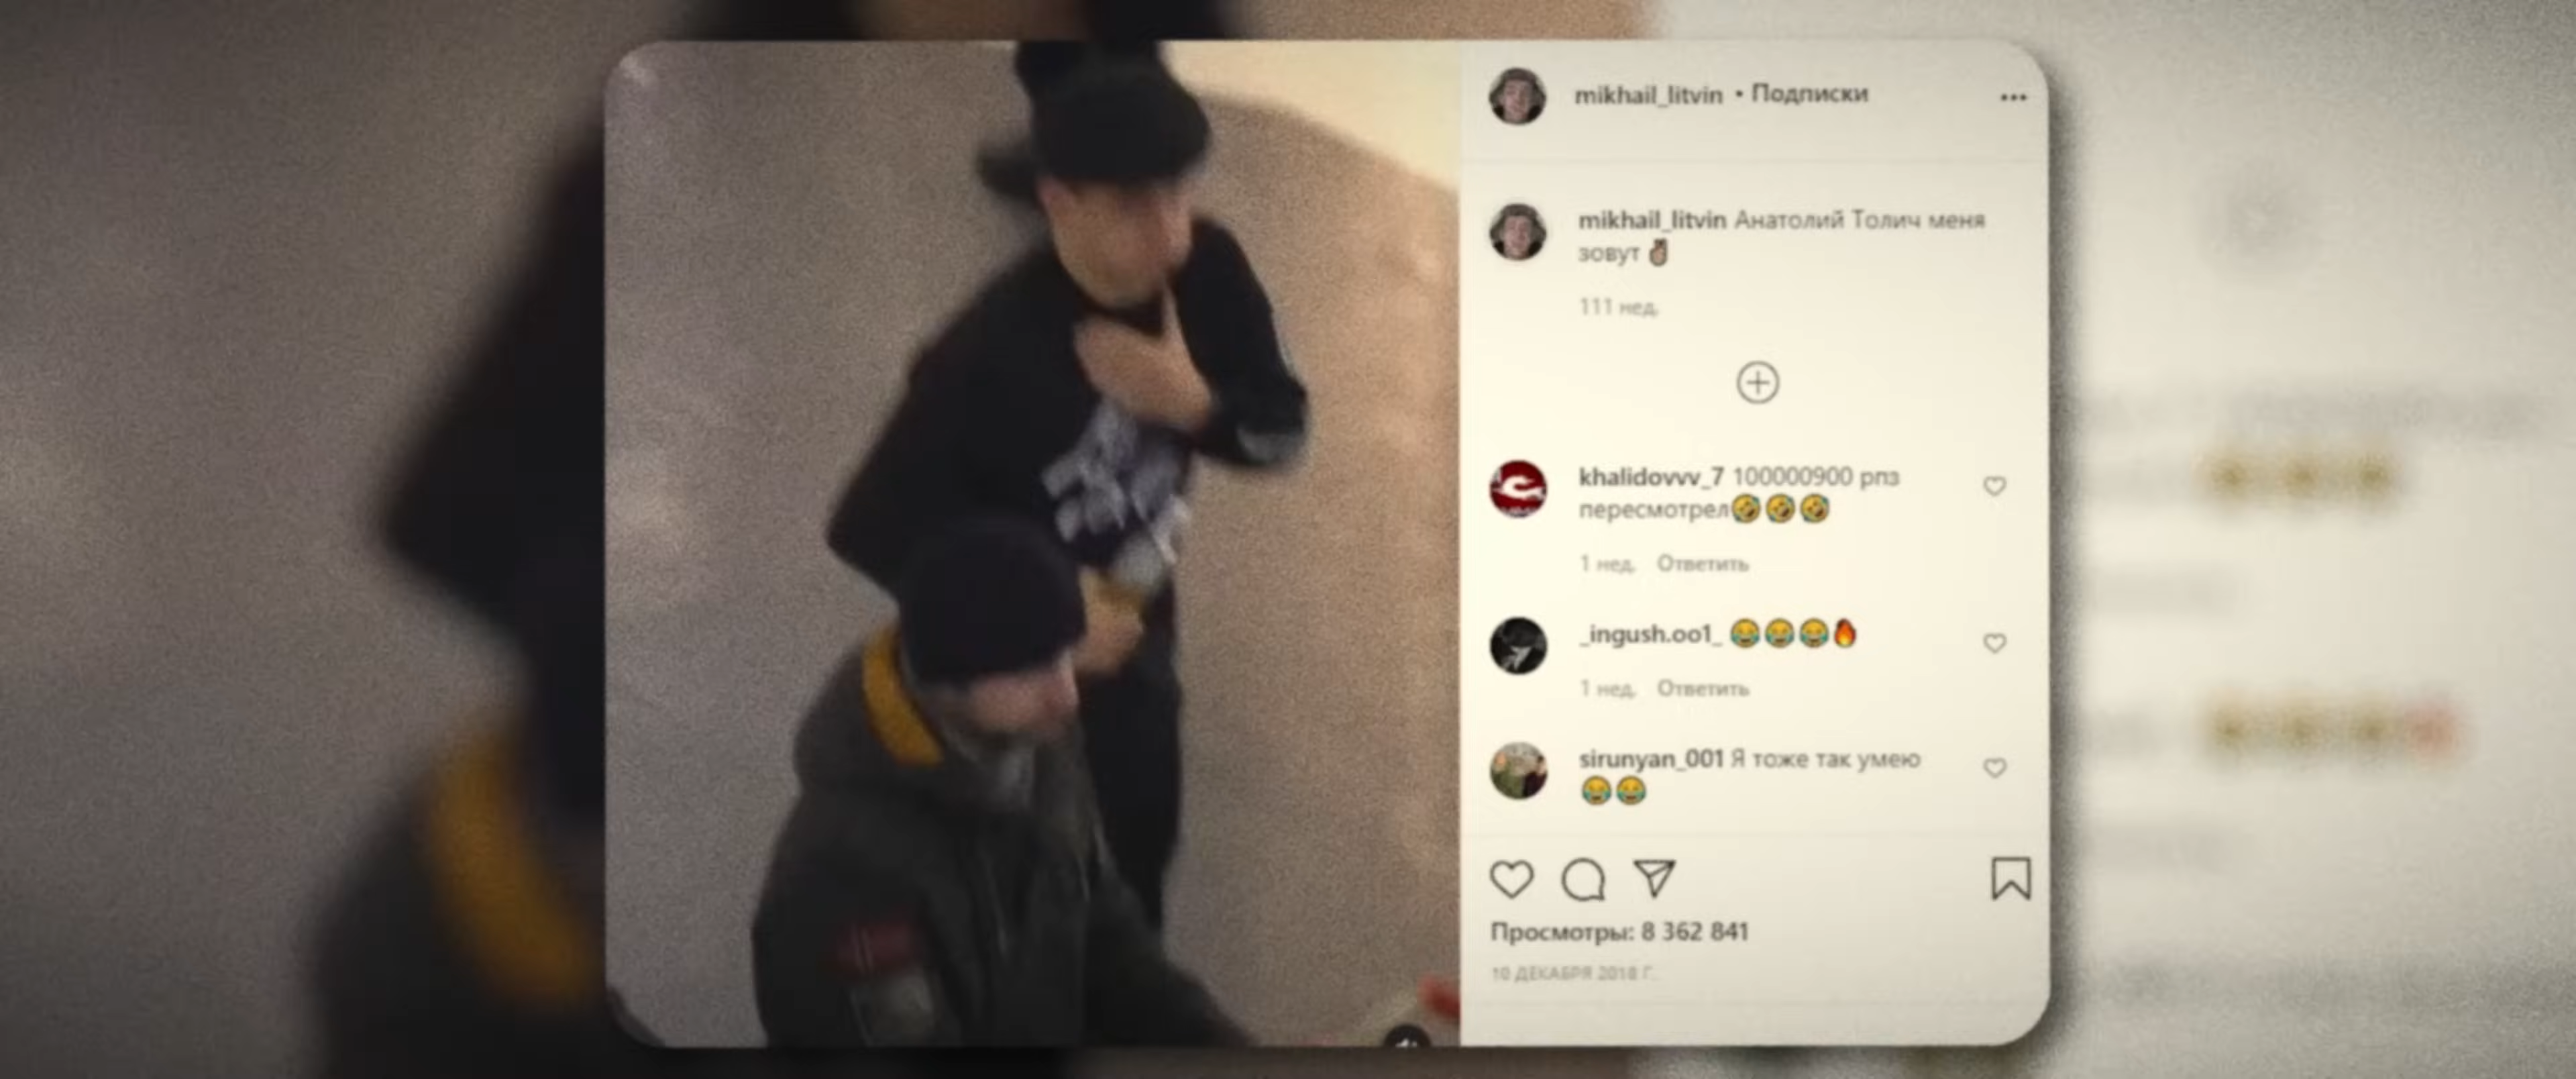 mikhail_litvin • Подписки
mikhail_litvin Анатолий Толич меня
зовут ✌🏽
111 нед.
khalidovvv_7 100000900 рпз
пересмотрел🤣🤣🤣
1 нед. Ответить
_ingush.oo1_ 😂😂😂🔥
1 нед. Ответить
sirunyan_001 Я тоже так умею
😂😂
Просмотры: 8 362 841
10 ДЕКАБРЯ 2018 Г.